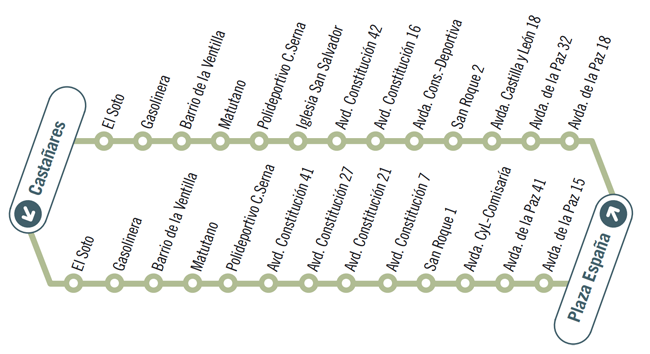 Castañares
El Soto
Gasolinera
Barrio de la Ventilla
Matutano
Polideportivo C.Serna
Iglesia San Salvador
Avd. Constitución 42
Avd. Constitución 16
Avda. Cons.-Deportiva
San Roque 2
Avda. Castilla y León 18
Avda. de la Paz 32
Avda. de la Paz 18
El Soto
Gasolinera
Barrio de la Ventilla
Matutano
Polideportivo C.Serna
Avd. Constitución 41
Avd. Constitución 27
Avd. Constitución 21
Avd. Constitución 7
San Roque 1
Avda. CyL-Comisaría
Avda. de la Paz 41
Avda. de la Paz 15
Plaza España